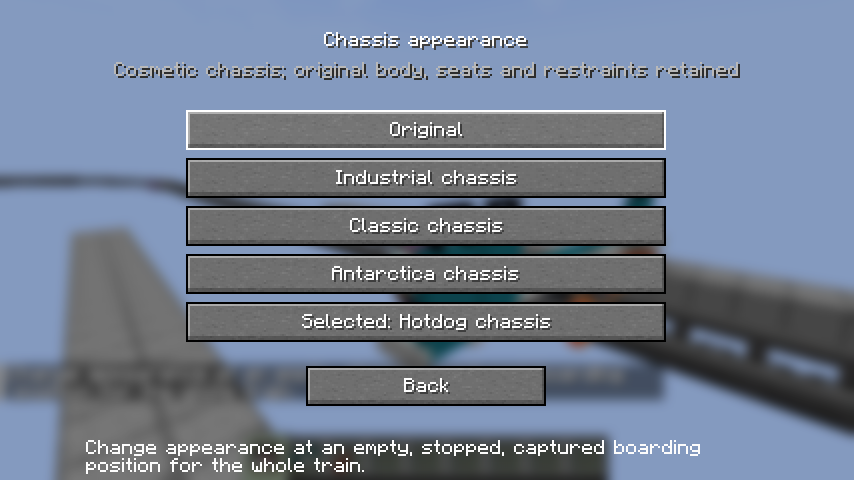 Chassis appearance
Cosmetic chassis; original body, seats and restraints retained
Original
Industrial chassis
Classic chassis
Antarctica chassis
Selected: Hotdog chassis
Back
Change appearance at an empty, stopped, captured boarding
position for the whole train.